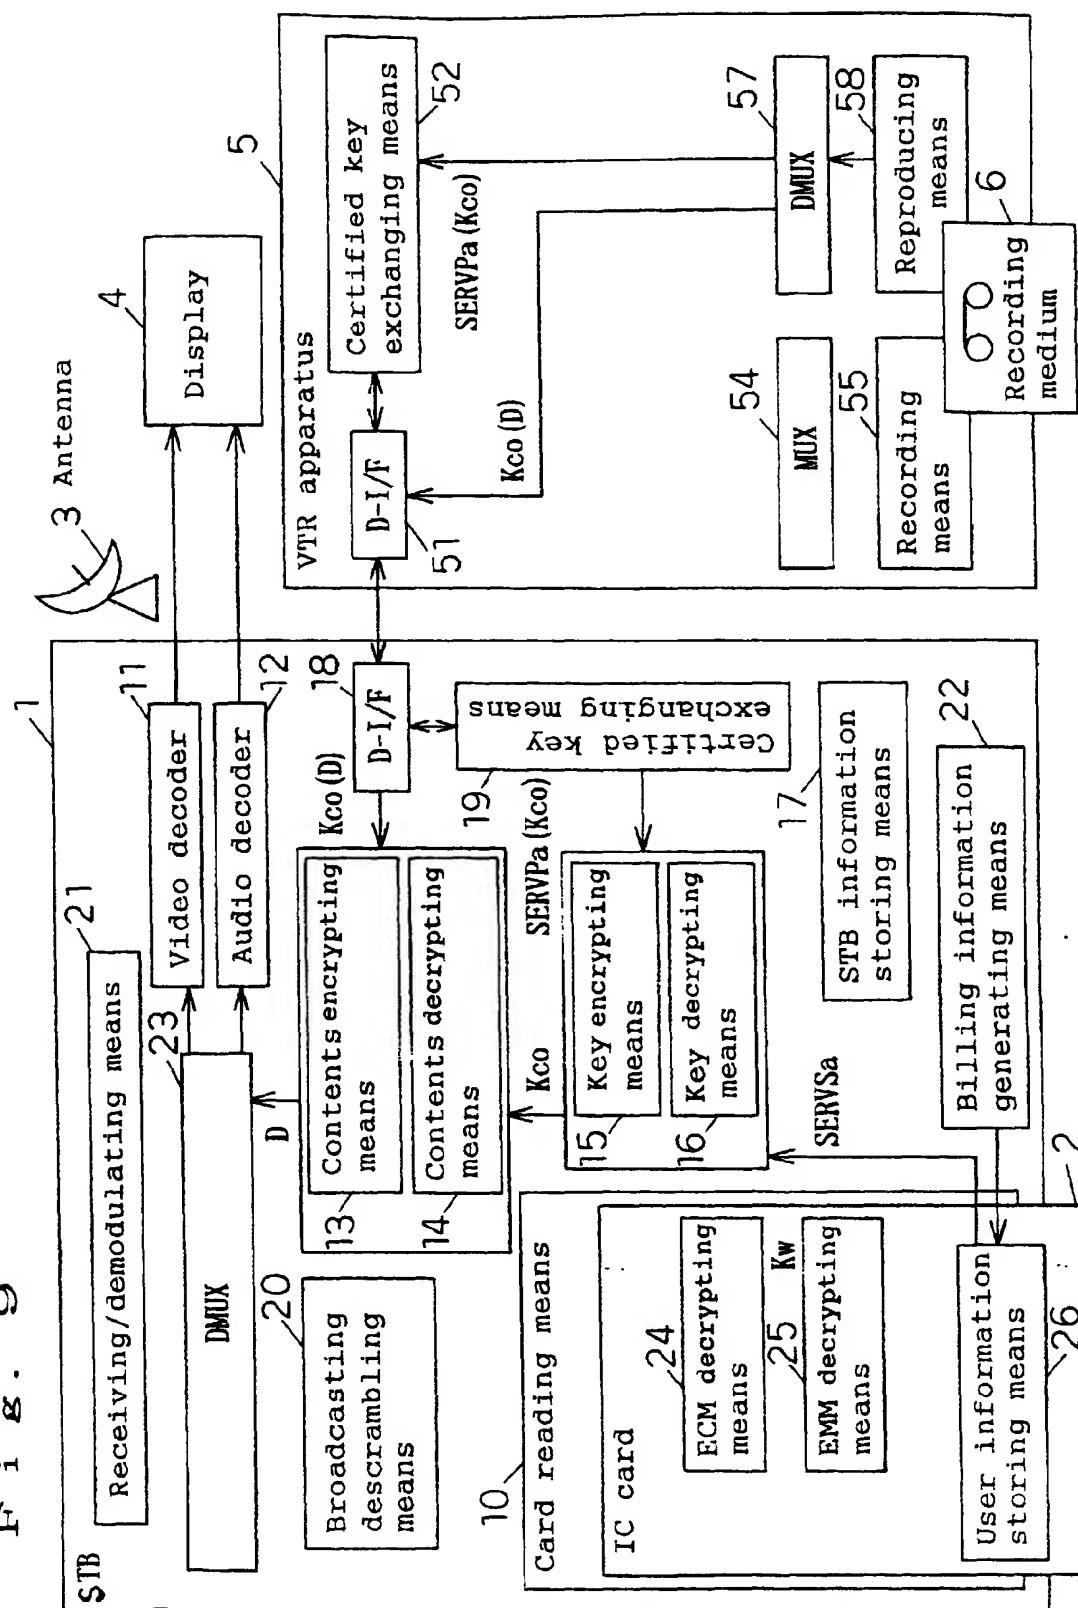 Fig. 9
STB
1
Receiving/demodulating means
21
DMUX
23
Video decoder
11
Audio decoder
12
3
Antenna
4
Display
Broadcasting
descrambling
means
20
D
Contents encrypting
means
13
Contents decrypting
means
14
Kco(D)
D-I/F
18
Certified key
exchanging means
19
SERVPa(Kco)
Kco
Key encrypting
means
15
Key decrypting
means
16
SERVSa
STB information
storing means
17
Billing information
generating means
22
10
Card reading means
IC card
2
ECM decrypting
means
24
Kw
EMM decrypting
means
25
User information
storing means
26
5
VTR apparatus
D-I/F
51
Certified key
exchanging means
52
SERVPa(Kco)
Kco(D)
MUX
54
DMUX
57
Recording
means
55
Reproducing
means
58
Recording
medium
6